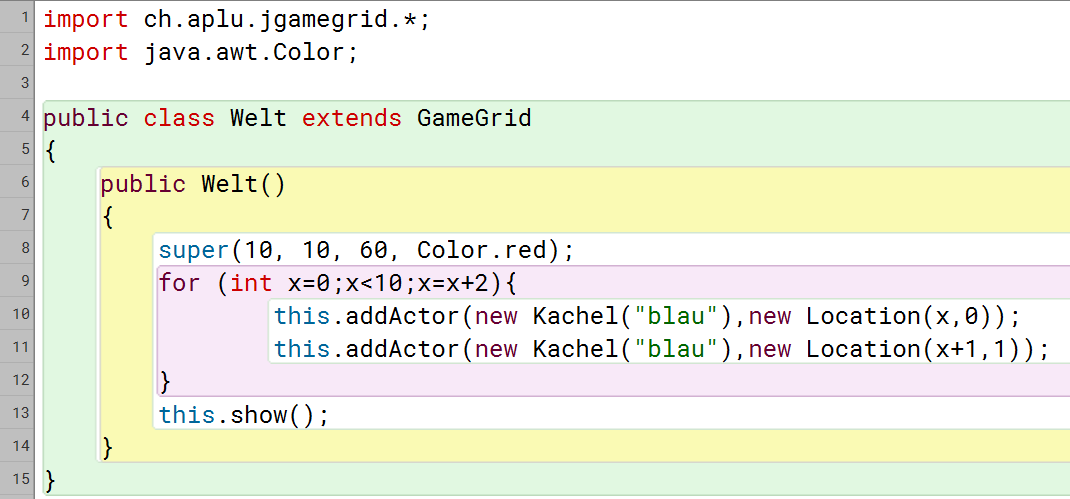 1 import ch.aplu.jgamegrid.*;
2 import java.awt.Color;
3
4 public class Welt extends GameGrid
5 {
6 public Welt()
7 {
8 super(10, 10, 60, Color.red);
9 for (int x=0;x<10;x=x+2){
10 this.addActor(new Kachel("blau"),new Location(x,0));
11 this.addActor(new Kachel("blau"),new Location(x+1,1));
12 }
13 this.show();
14 }
15 }